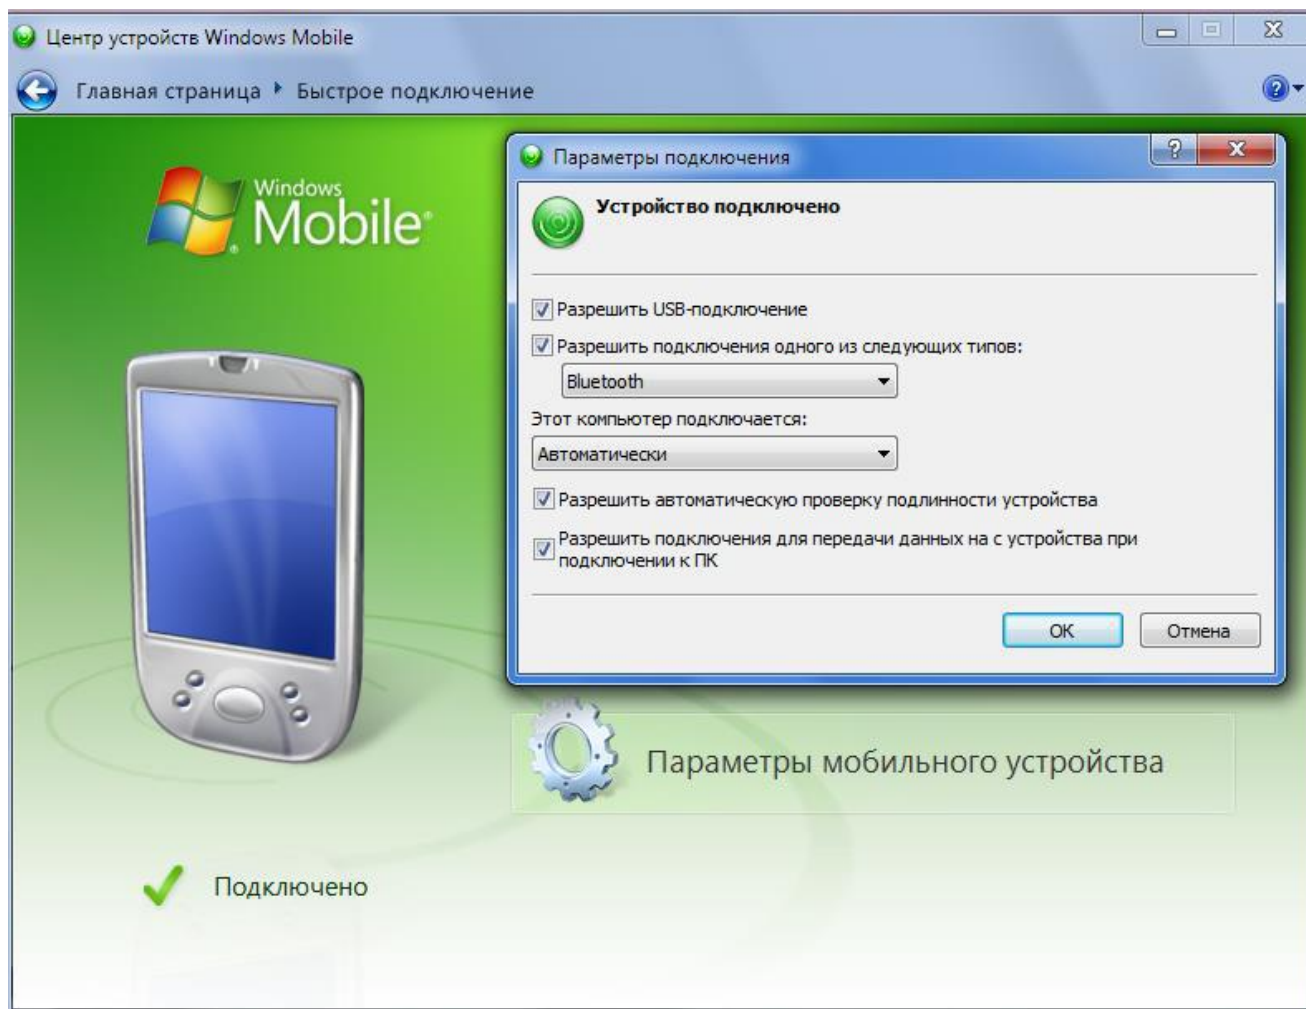 Центр устройств Windows Mobile
Главная страница Быстрое подключение
Windows
Mobile®
Параметры подключения
Устройство подключено
Разрешить USB-подключение
Разрешить подключения одного из следующих типов:
Bluetooth
Этот компьютер подключается:
Автоматически
Разрешить автоматическую проверку подлинности устройства
Разрешить подключения для передачи данных на с устройства при
подключении к ПК
ОК
Отмена
Параметры мобильного устройства
Подключено